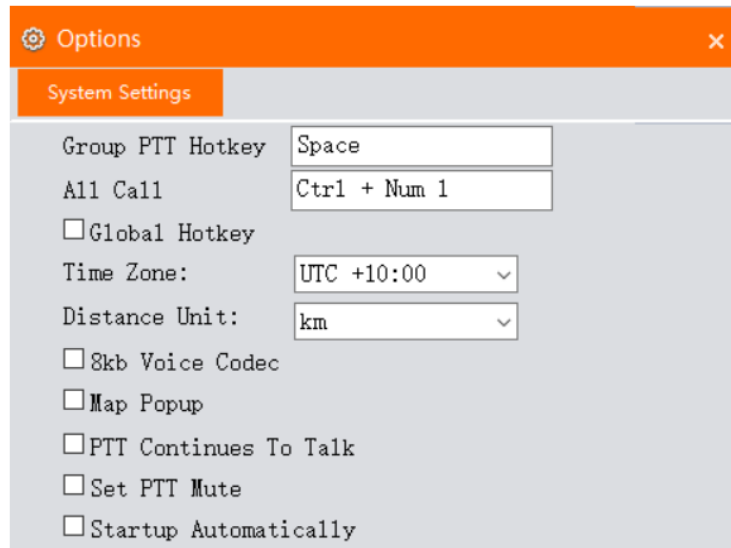 Options
System Settings
Group PTT Hotkey Space
All Call Ctrl + Num 1
Global Hotkey
Time Zone: UTC +10:00
Distance Unit: km
8kb Voice Codec
Map Popup
PTT Continues To Talk
Set PTT Mute
Startup Automatically